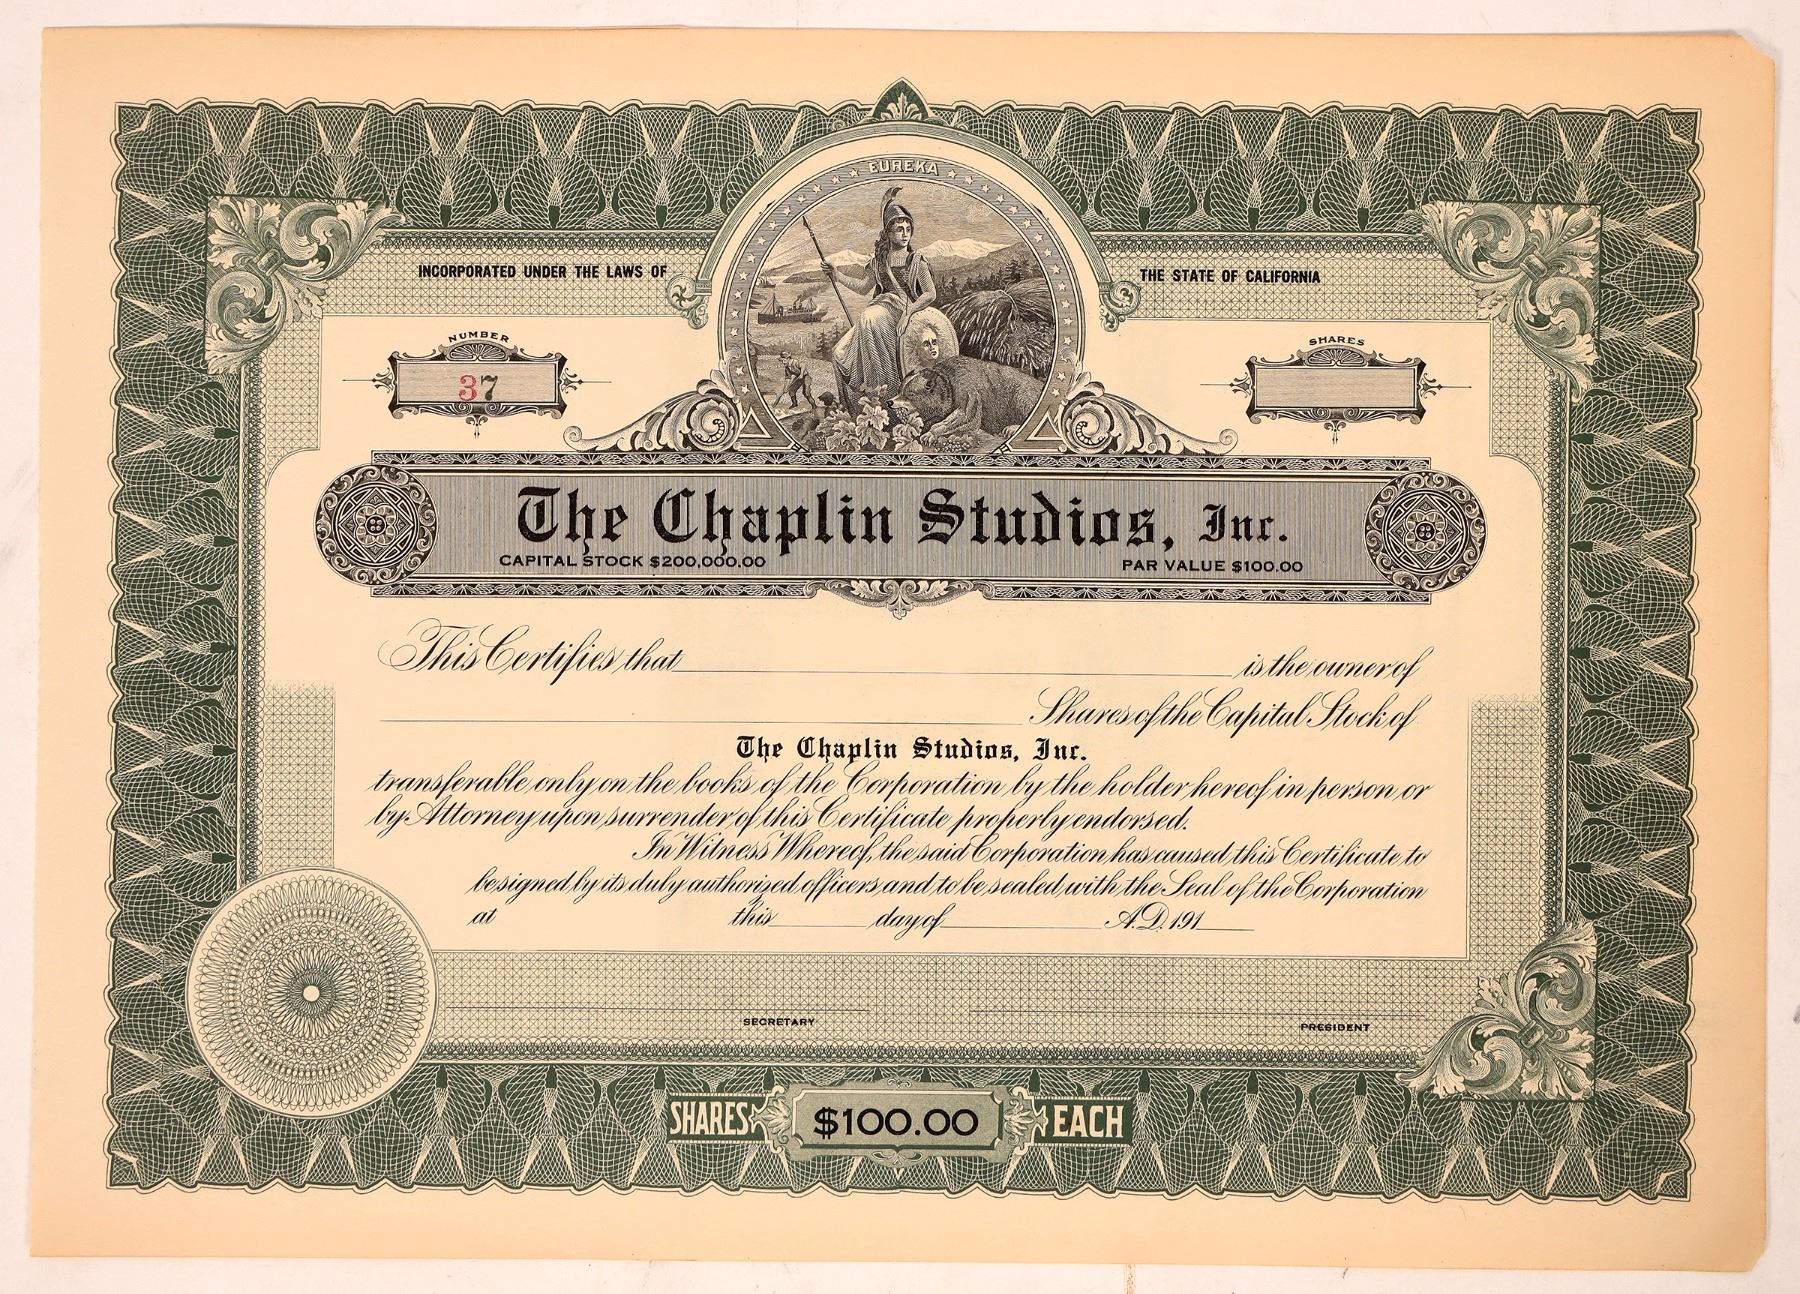 EUREKA
INCORPORATED UNDER THE LAWS OF THE STATE OF CALIFORNIA
NUMBER
37
SHARES
The Chaplin Studios, Inc.
CAPITAL STOCK $200,000.00 PAR VALUE $100.00
This Certifies that is the owner of
Shares of the Capital Stock of
The Chaplin Studios, Inc.
transferable only on the books of the Corporation by the holder hereof in person or
by Attorney upon surrender of this Certificate properly endorsed.
In Witness Whereof, the said Corporation has caused this Certificate to
be signed by its duly authorized officers and to be sealed with the Seal of the Corporation
at this day of A.D. 191
SECRETARY PRESIDENT
SHARES $100.00 EACH